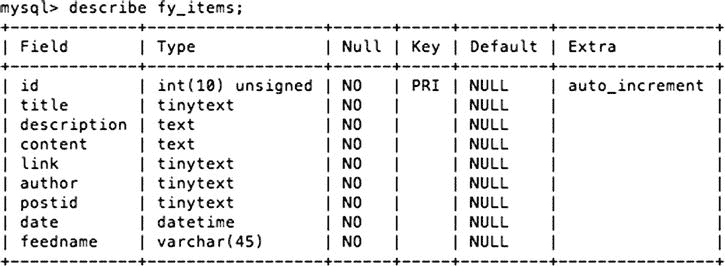 mysql> describe fy_items;
+-------------+------------------+------+-----+---------+----------------+
| Field       | Type             | Null | Key | Default | Extra          |
+-------------+------------------+------+-----+---------+----------------+
| id          | int(10) unsigned | NO   | PRI | NULL    | auto_increment |
| title       | tinytext         | NO   |     | NULL    |                |
| description | text             | NO   |     | NULL    |                |
| content     | text             | NO   |     | NULL    |                |
| link        | tinytext         | NO   |     | NULL    |                |
| author      | tinytext         | NO   |     | NULL    |                |
| postid      | tinytext         | NO   |     | NULL    |                |
| date        | datetime         | NO   |     | NULL    |                |
| feedname    | varchar(45)      | NO   |     | NULL    |                |
+-------------+------------------+------+-----+---------+----------------+